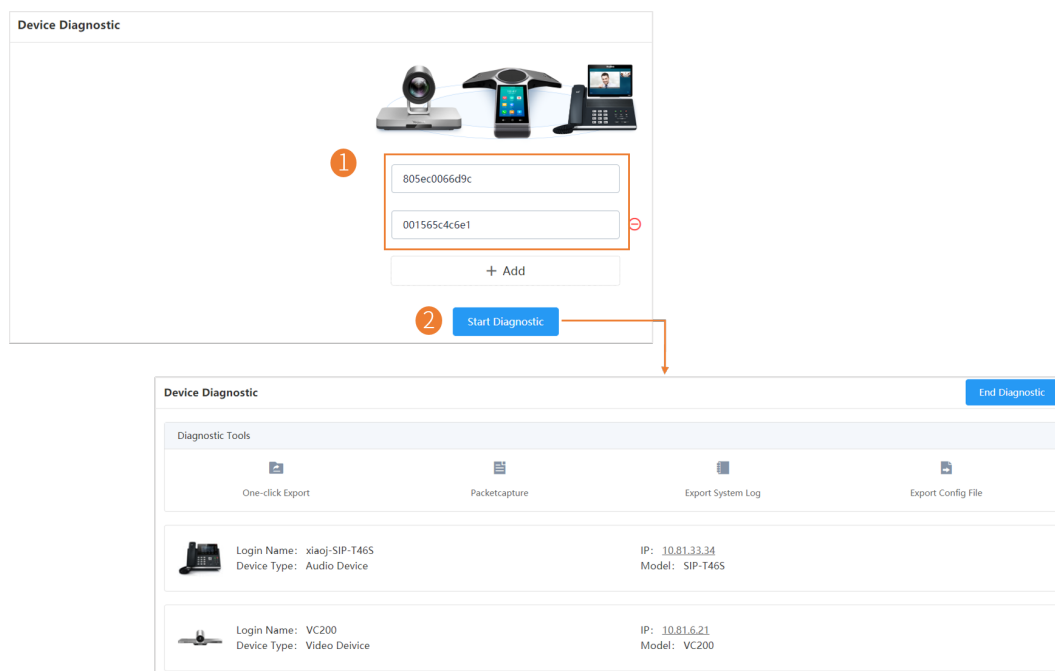 Device Diagnostic
1
805ec0066d9c
001565c4c6e1
+ Add
2
Start Diagnostic
Device Diagnostic
End Diagnostic
Diagnostic Tools
One-click Export
Packetcapture
Export System Log
Export Config File
Login Name: xiaoj-SIP-T46S
IP: 10.81.33.34
Device Type: Audio Device
Model: SIP-T46S
Login Name: VC200
IP: 10.81.6.21
Device Type: Video Deivice
Model: VC200